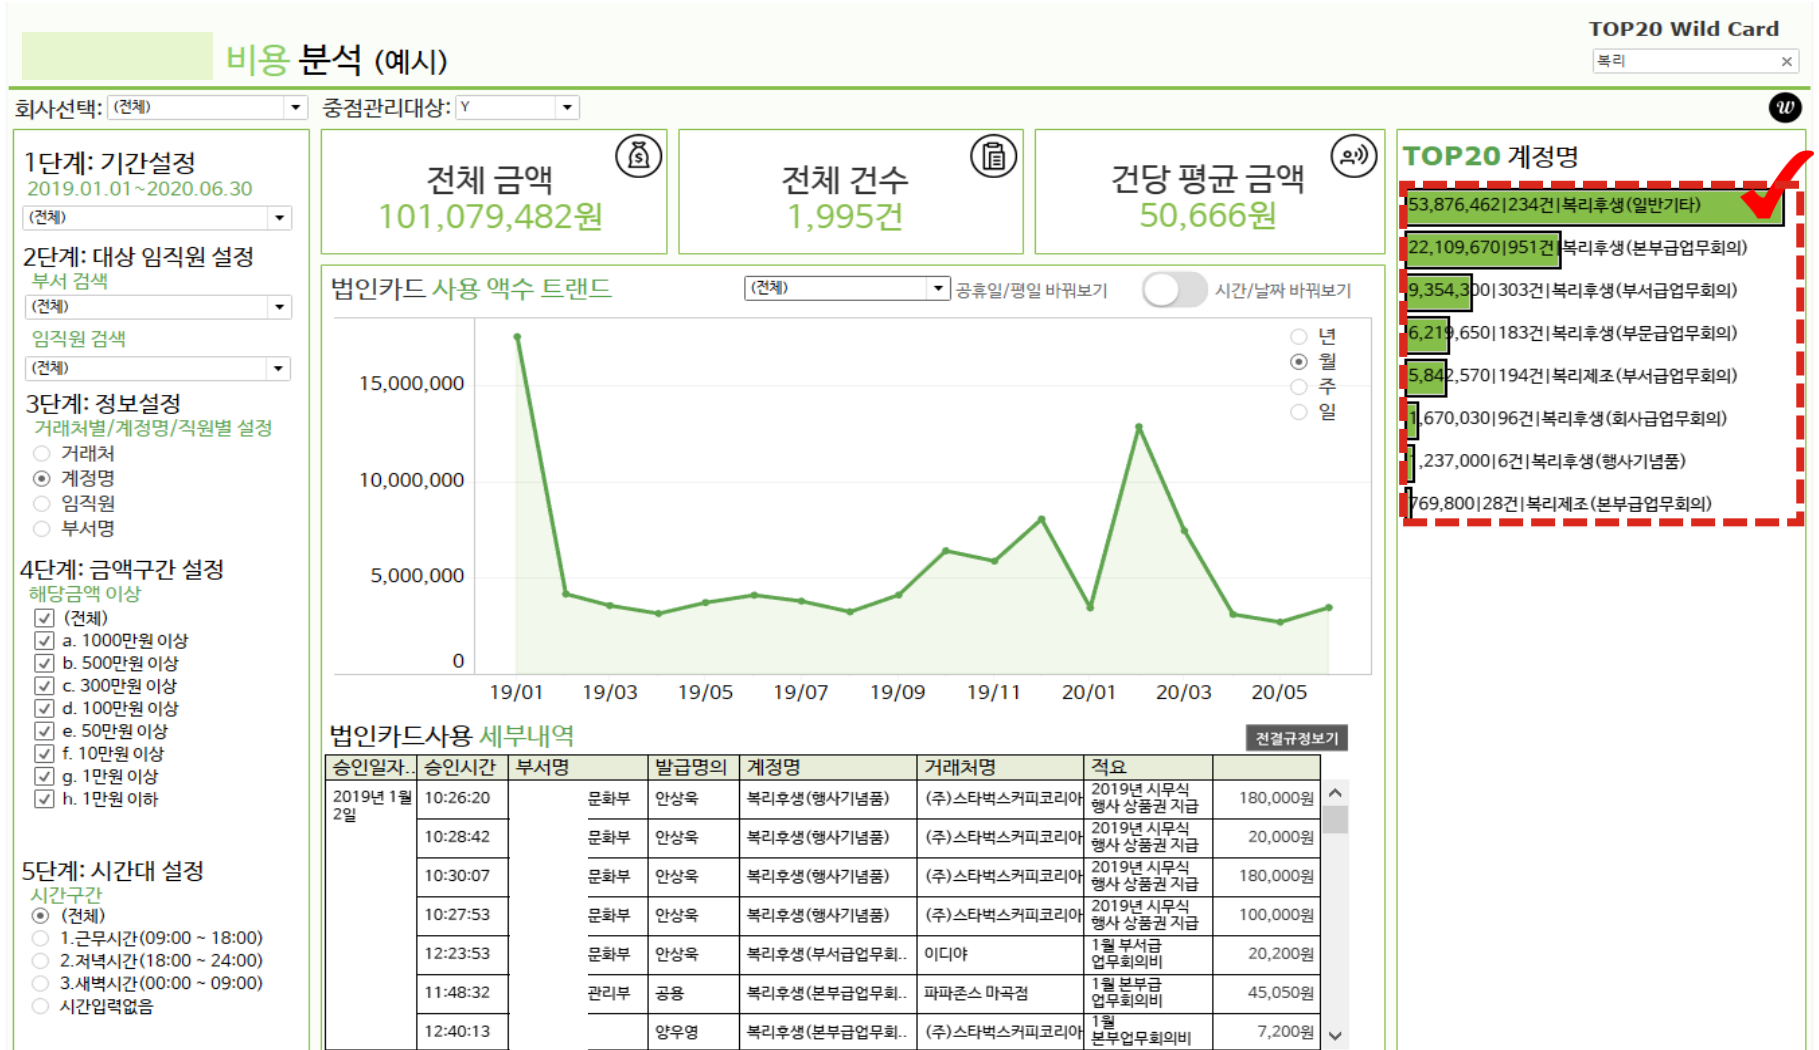 TOP20 Wild Card
복리 ×
비용 분석 (예시)
회사선택: (전체)
중점관리대상: Y
w
1단계: 기간설정
2019.01.01~2020.06.30
(전체)
2단계: 대상 임직원 설정
부서 검색
(전체)
임직원 검색
(전체)
3단계: 정보설정
거래처별/계정명/직원별 설정
거래처
계정명
임직원
부서명
4단계: 금액구간 설정
해당금액 이상
(전체)
a. 1000만원 이상
b. 500만원 이상
c. 300만원 이상
d. 100만원 이상
e. 50만원 이상
f. 10만원 이상
g. 1만원 이상
h. 1만원 이하
5단계: 시간대 설정
시간구간
(전체)
1.근무시간(09:00 ~ 18:00)
2.저녁시간(18:00 ~ 24:00)
3.새벽시간(00:00 ~ 09:00)
시간입력없음
전체 금액
101,079,482원
전체 건수
1,995건
건당 평균 금액
50,666원
법인카드 사용 액수 트랜드
(전체)
공휴일/평일 바꿔보기
시간/날짜 바꿔보기
년
월
주
일
15,000,000
10,000,000
5,000,000
0
19/01 19/03 19/05 19/07 19/09 19/11 20/01 20/03 20/05
법인카드사용 세부내역
전결규정보기
승인일자.. 승인시간 부서명 발급명의 계정명 거래처명 적요
2019년 1월 2일 10:26:20 문화부 안상욱 복리후생(행사기념품) (주)스타벅스커피코리아 2019년 시무식 행사 상품권 지급 180,000원
10:28:42 문화부 안상욱 복리후생(행사기념품) (주)스타벅스커피코리아 2019년 시무식 행사 상품권 지급 20,000원
10:30:07 문화부 안상욱 복리후생(행사기념품) (주)스타벅스커피코리아 2019년 시무식 행사 상품권 지급 180,000원
10:27:53 문화부 안상욱 복리후생(행사기념품) (주)스타벅스커피코리아 2019년 시무식 행사 상품권 지급 100,000원
12:23:53 문화부 안상욱 복리후생(부서급업무회.. 이디야 1월 부서급 업무회의비 20,200원
11:48:32 관리부 공용 복리후생(본부급업무회.. 파파존스 마곡점 1월 본부급 업무회의비 45,050원
12:40:13 양우영 복리후생(본부급업무회.. (주)스타벅스커피코리아 1월 본부업무회의비 7,200원
TOP20 계정명
53,876,462|234건|복리후생(일반기타)
22,109,670|951건|복리후생(본부급업무회의)
9,354,300|303건|복리후생(부서급업무회의)
6,219,650|183건|복리후생(부문급업무회의)
5,842,570|194건|복리제조(부서급업무회의)
1,670,030|96건|복리후생(회사급업무회의)
,237,000|6건|복리후생(행사기념품)
769,800|28건|복리제조(본부급업무회의)